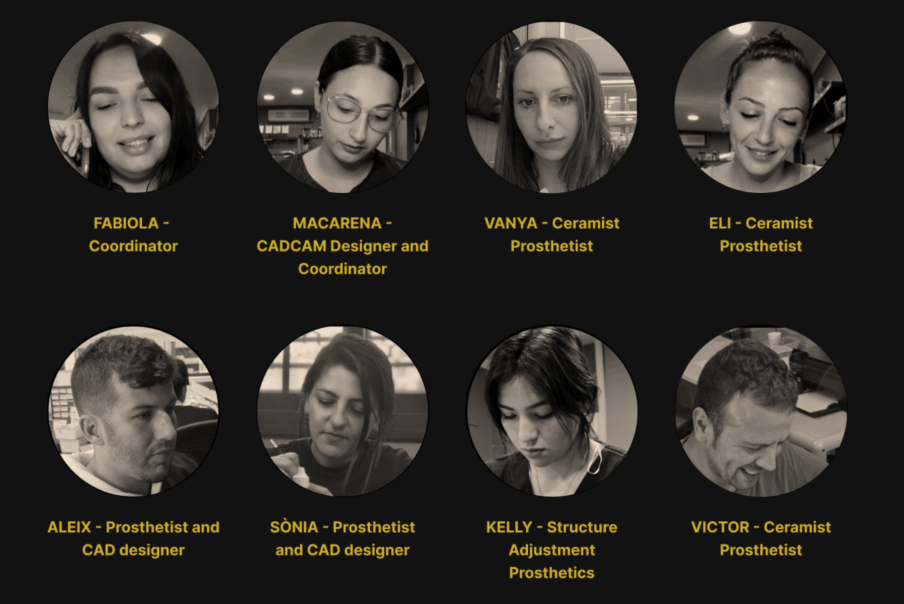 FABIOLA -
Coordinator
MACARENA -
CADCAM Designer and
Coordinator
VANYA - Ceramist
Prosthetist
ELI - Ceramist
Prosthetist
ALEIX - Prosthetist and
CAD designer
SÒNIA - Prosthetist
and CAD designer
KELLY - Structure
Adjustment
Prosthetics
VICTOR - Ceramist
Prosthetist